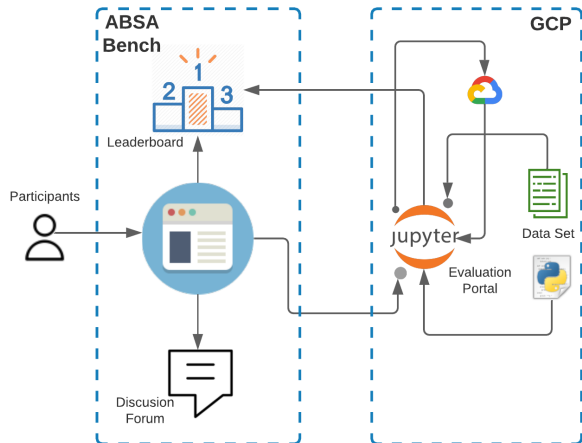 ABSA
Bench
GCP
1
2
3
Leaderboard
Participants
jupyter
Data Set
Evaluation
Portal
Discusion
Forum